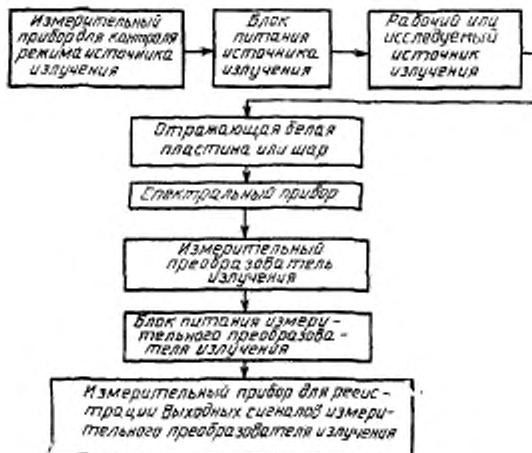 Измерительный
прибор для контроля
режима источника
излучения
Блок
питания
источника
излучения
Рабочий или
исследуемый
источник
излучения
Отражающая белая
пластина или шар
Спектральный прибор
Измерительный
преобразователь
излучения
Блок питания измери-
тельного преобразова-
теля излучения
Измерительный прибор для регис-
трации выходных сигналов измери-
тельного преобразователя излучения